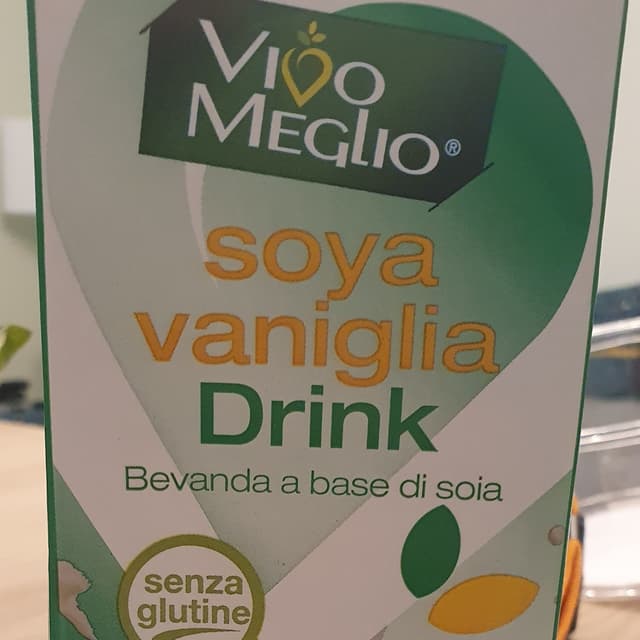 VIVO
MEGLIO®
soya
vaniglia
Drink
Bevanda a base di soia
senza
glutine